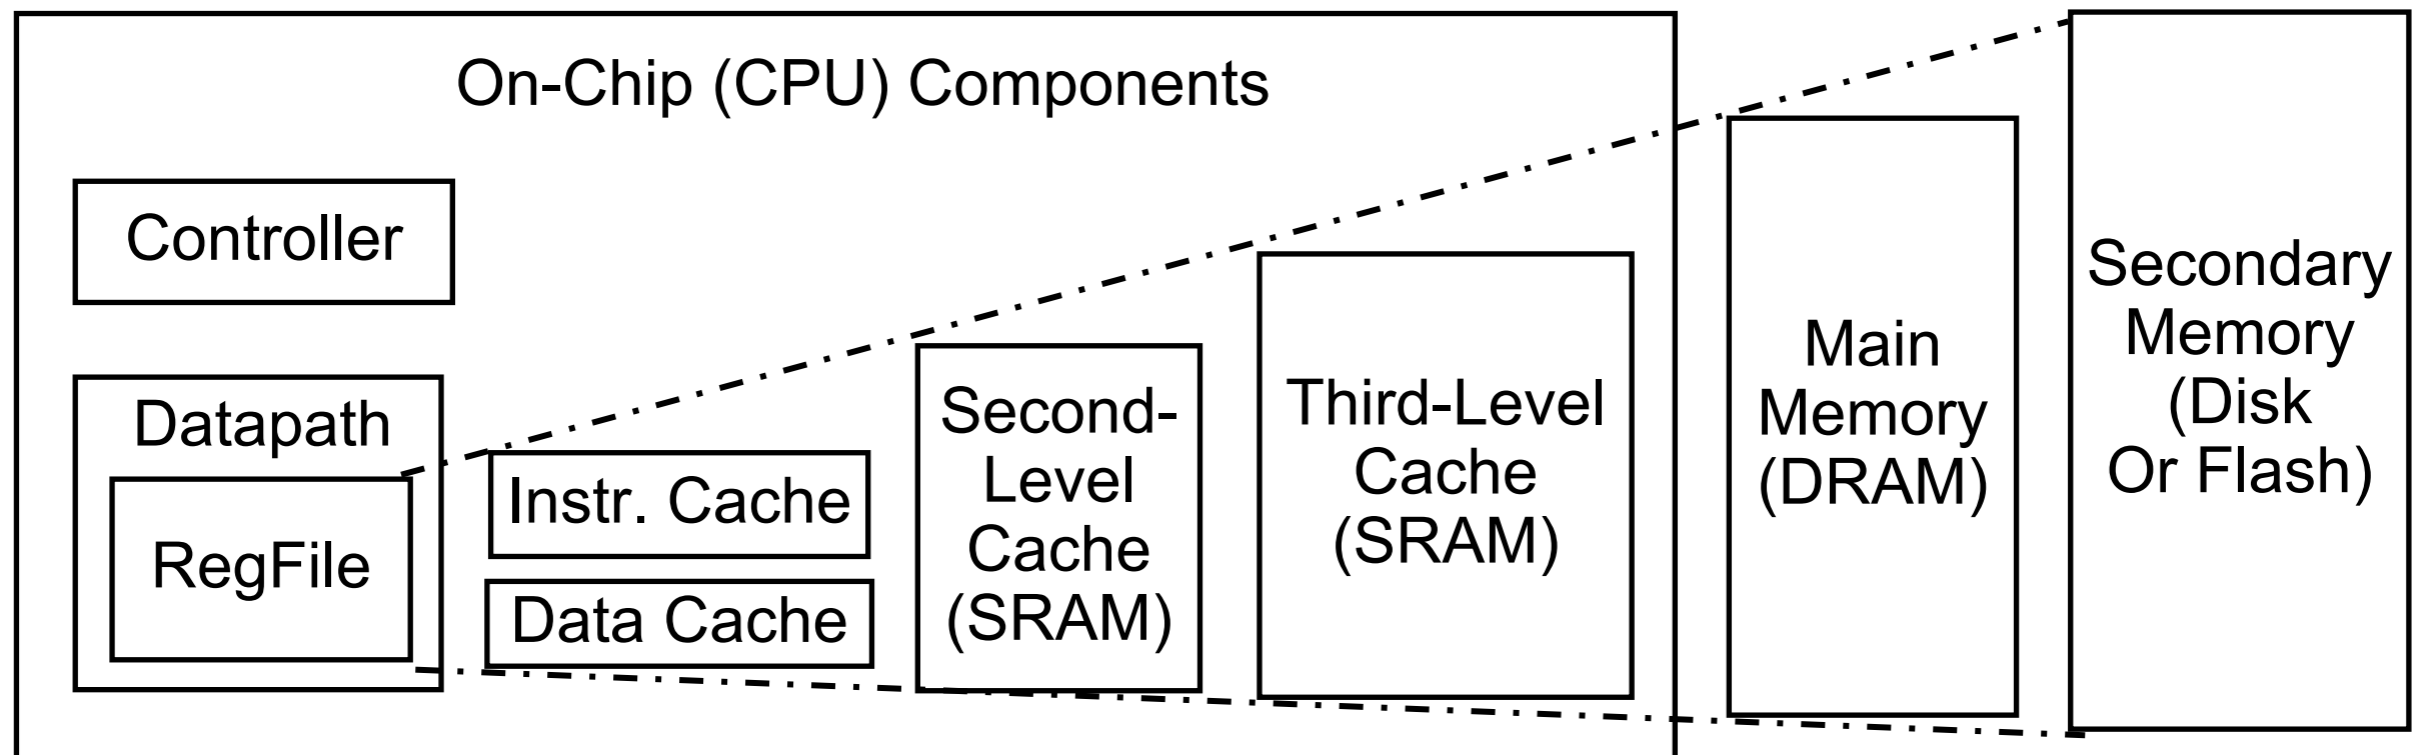 On-Chip (CPU) Components
Controller
Datapath
RegFile
Instr. Cache
Data Cache
Second-
Level
Cache
(SRAM)
Third-Level
Cache
(SRAM)
Main
Memory
(DRAM)
Secondary
Memory
(Disk
Or Flash)